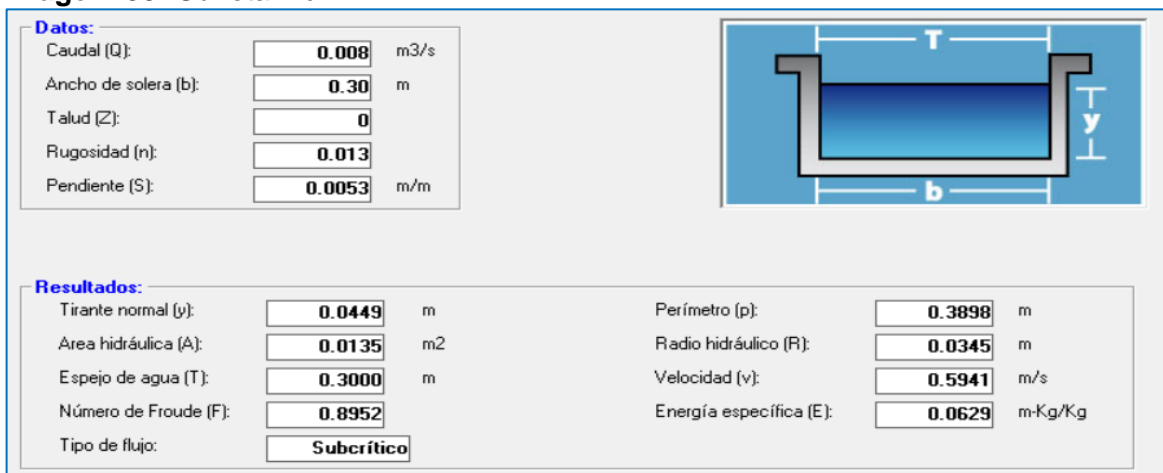 Datos:
Caudal (Q): 0.008 m3/s
Ancho de solera (b): 0.30 m
Talud (Z): 0
Rugosidad (n): 0.013
Pendiente (S): 0.0053 m/m
T
y
b
Resultados:
Tirante normal (y): 0.0449 m Perímetro (p): 0.3898 m
Area hidráulica (A): 0.0135 m2 Radio hidráulico (R): 0.0345 m
Espejo de agua (T): 0.3000 m Velocidad (v): 0.5941 m/s
Número de Froude (F): 0.8952 Energía específica (E): 0.0629 m-Kg/Kg
Tipo de flujo: Subcrítico